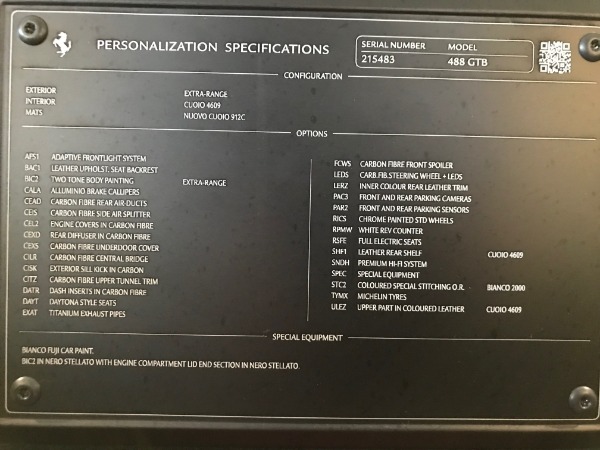 PERSONALIZATION SPECIFICATIONS
SERIAL NUMBER MODEL
215483 488 GTB
CONFIGURATION
EXTERIOR EXTRA-RANGE
INTERIOR CUOIO 4609
MATS NUOVO CUOIO 912C
OPTIONS
AFS1 ADAPTIVE FRONTLIGHT SYSTEM
BAC1 LEATHER UPHOLST. SEAT BACKREST
BIC2 TWO TONE BODY PAINTING EXTRA-RANGE
CALA ALLUMINIO BRAKE CALLIPERS
CEAD CARBON FIBRE REAR AIR-DUCTS
CEIS CARBON FIBRE SIDE AIR SPLITTER
CEL2 ENGINE COVERS IN CARBON FIBRE
CEXD REAR DIFFUSER IN CARBON FIBRE
CEXS CARBON FIBRE UNDERDOOR COVER
CILR CARBON FIBRE CENTRAL BRIDGE
CISK EXTERIOR SILL KICK IN CARBON
CITZ CARBON FIBRE UPPER TUNNEL TRIM
DATR DASH INSERTS IN CARBON FIBRE
DAYT DAYTONA STYLE SEATS
EXAT TITANIUM EXHAUST PIPES
FCWS CARBON FIBRE FRONT SPOILER
LEDS CARB.FIB.STEERING WHEEL + LEDS
LERZ INNER COLOUR REAR LEATHER TRIM
PAC3 FRONT AND REAR PARKING CAMERAS
PAR2 FRONT AND REAR PARKING SENSORS
RICS CHROME PAINTED STD WHEELS
RPMW WHITE REV COUNTER
RSFE FULL ELECTRIC SEATS
SHF1 LEATHER REAR SHELF CUOIO 4609
SNDH PREMIUM HI-FI SYSTEM
SPEC SPECIAL EQUIPMENT
STC2 COLOURED SPECIAL STITCHING O.R. BIANCO 2000
TYMX MICHELIN TYRES
ULEZ UPPER PART IN COLOURED LEATHER CUOIO 4609
SPECIAL EQUIPMENT
BIANCO FUJI CAR PAINT.
BIC2 IN NERO STELLATO WITH ENGINE COMPARTMENT LID END SECTION IN NERO STELLATO.